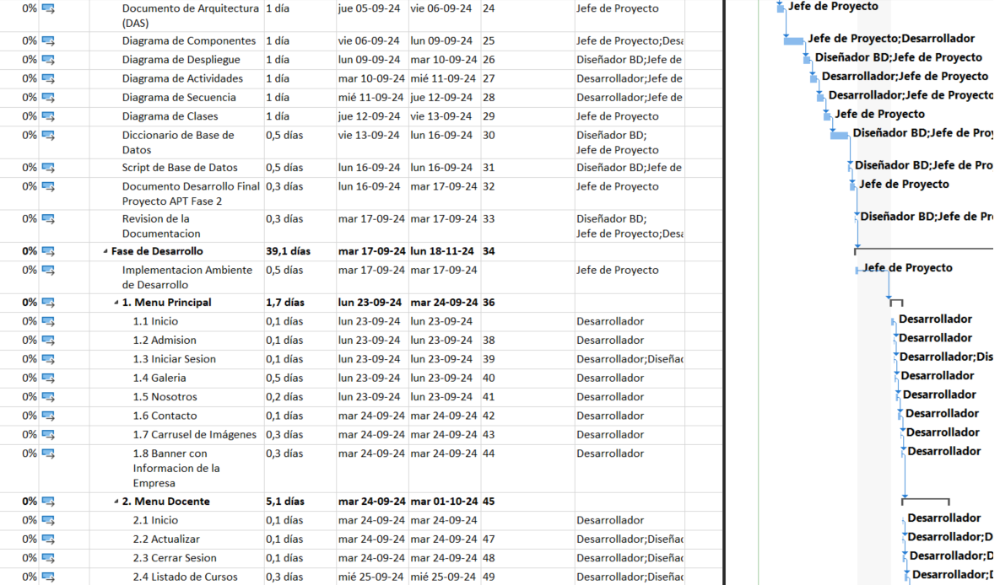 Documento de Arquitectura 1 día jue 05-09-24 vie 06-09-24 24 Jefe de Proyecto Jefe de Proyecto
(DAS)
0% Diagrama de Componentes 1 día vie 06-09-24 lun 09-09-24 25 Jefe de Proyecto;Desa Jefe de Proyecto;Desarrollador
0% Diagrama de Despliegue 1 día lun 09-09-24 mar 10-09-24 26 Diseñador BD;Jefe de Diseñador BD;Jefe de Proyecto
0% Diagrama de Actividades 1 día mar 10-09-24 mié 11-09-24 27 Desarrollador;Jefe de Desarrollador;Jefe de Proyecto
0% Diagrama de Secuencia 1 día mié 11-09-24 jue 12-09-24 28 Desarrollador;Jefe de Desarrollador;Jefe de Proyecto
0% Diagrama de Clases 1 día jue 12-09-24 vie 13-09-24 29 Jefe de Proyecto Jefe de Proyecto
0% Diccionario de Base de 0,5 días vie 13-09-24 lun 16-09-24 30 Diseñador BD; Diseñador BD;Jefe de Proy
Datos Jefe de Proyecto
0% Script de Base de Datos 0,5 días lun 16-09-24 lun 16-09-24 31 Diseñador BD;Jefe de Diseñador BD;Jefe de Pro
0% Documento Desarrollo Final 0,3 días lun 16-09-24 mar 17-09-24 32 Jefe de Proyecto Jefe de Proyecto
Proyecto APT Fase 2
0% Revision de la 0,3 días mar 17-09-24 mar 17-09-24 33 Diseñador BD; Diseñador BD;Jefe de Pr
Documentacion Jefe de Proyecto;Desa
0% Fase de Desarrollo 39,1 días mar 17-09-24 lun 18-11-24 34
0% Implementacion Ambiente 0,5 días mar 17-09-24 mar 17-09-24 Jefe de Proyecto Jefe de Proyecto
de Desarrollo
0% 1. Menu Principal 1,7 días lun 23-09-24 mar 24-09-24 36
0% 1.1 Inicio 0,1 días lun 23-09-24 lun 23-09-24 Desarrollador Desarrollador
0% 1.2 Admision 0,1 días lun 23-09-24 lun 23-09-24 38 Desarrollador Desarrollador
0% 1.3 Iniciar Sesion 0,1 días lun 23-09-24 lun 23-09-24 39 Desarrollador;Diseñad Desarrollador;Dis
0% 1.4 Galeria 0,5 días lun 23-09-24 lun 23-09-24 40 Desarrollador Desarrollador
0% 1.5 Nosotros 0,2 días lun 23-09-24 lun 23-09-24 41 Desarrollador Desarrollador
0% 1.6 Contacto 0,1 días mar 24-09-24 mar 24-09-24 42 Desarrollador Desarrollador
0% 1.7 Carrusel de Imágenes 0,3 días mar 24-09-24 mar 24-09-24 43 Desarrollador Desarrollador
0% 1.8 Banner con 0,3 días mar 24-09-24 mar 24-09-24 44 Desarrollador Desarrollador
Informacion de la
Empresa
0% 2. Menu Docente 5,1 días mar 24-09-24 mar 01-10-24 45
0% 2.1 Inicio 0,1 días mar 24-09-24 mar 24-09-24 Desarrollador Desarrollador
0% 2.2 Actualizar 0,1 días mar 24-09-24 mar 24-09-24 47 Desarrollador;Diseñad Desarrollador;D
0% 2.3 Cerrar Sesion 0,1 días mar 24-09-24 mar 24-09-24 48 Desarrollador;Diseñad Desarrollador;D
0% 2.4 Listado de Cursos 0,3 días mié 25-09-24 mié 25-09-24 49 Desarrollador;Diseñad Desarrollador;D